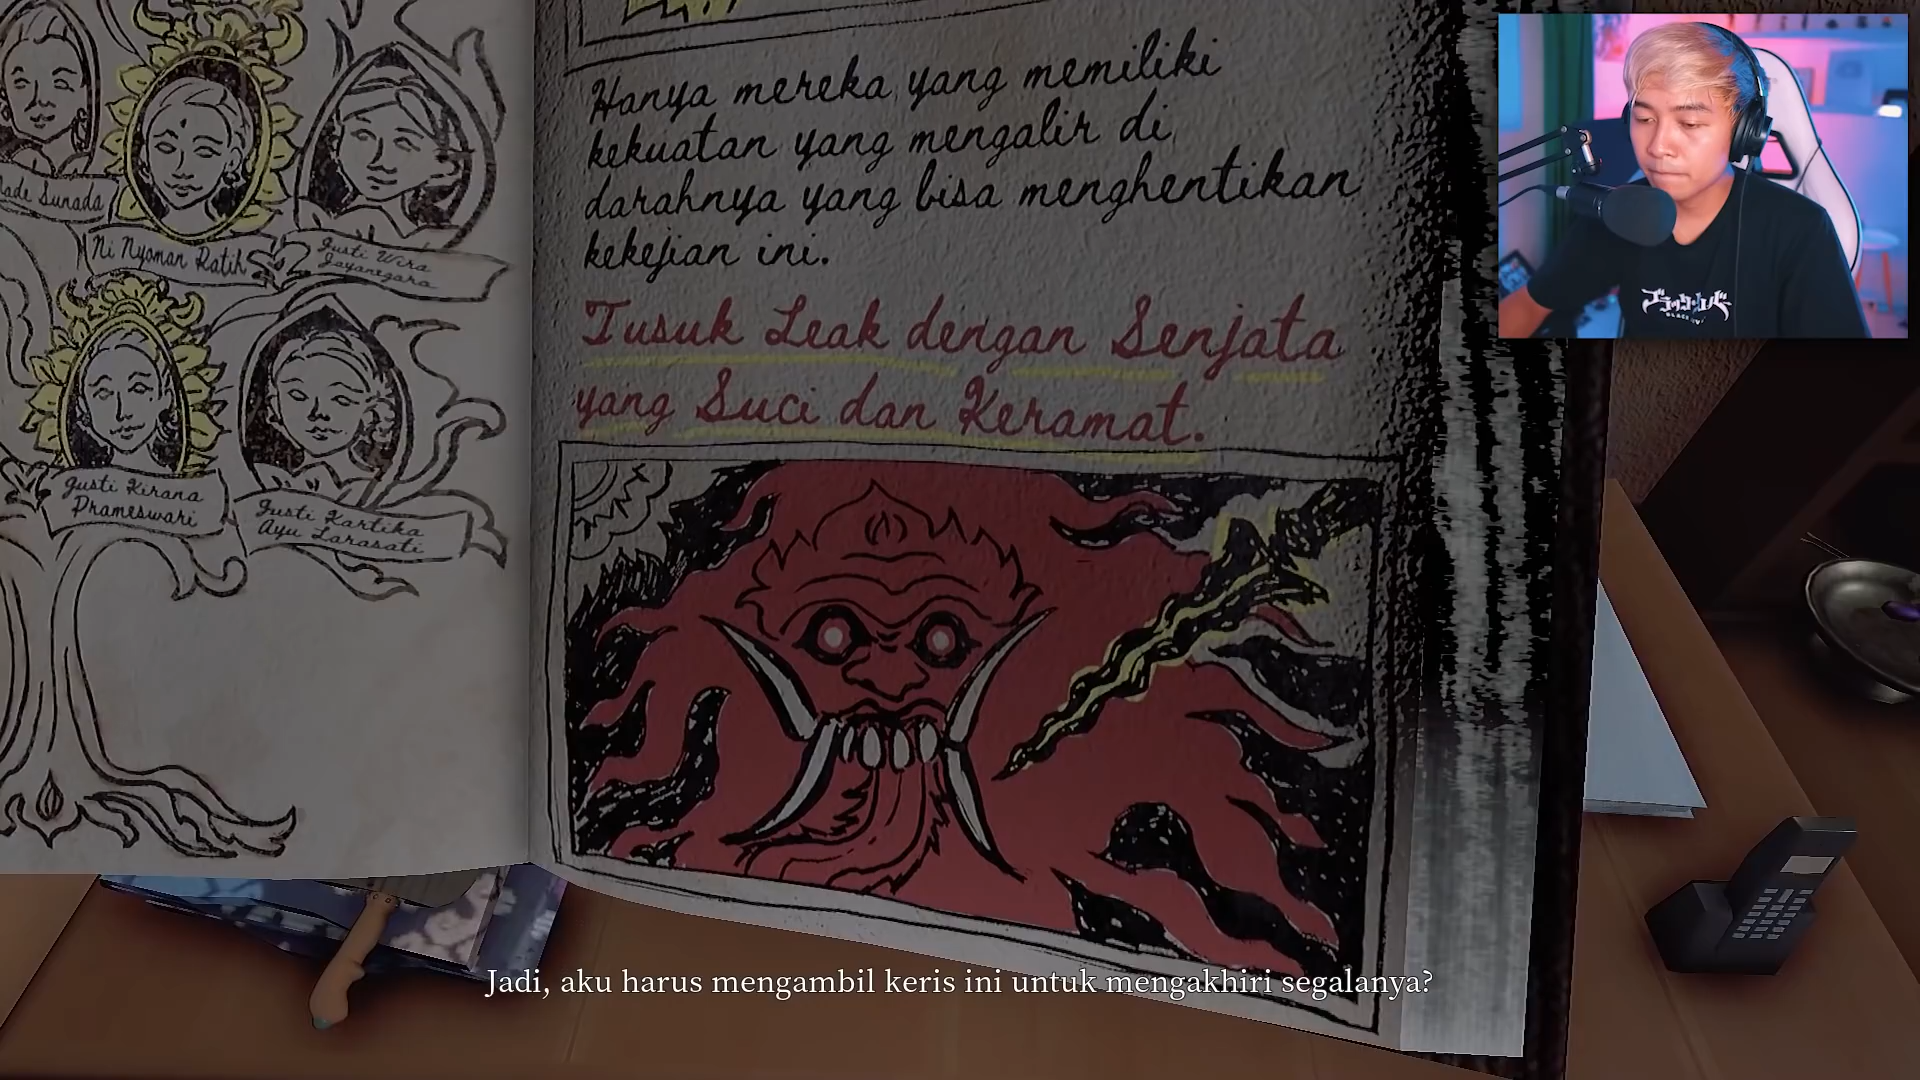 Made Sunada
Ni Nyoman Ratih
Gusti Wira
Jayanegara
Gusti Kirana
Prameswari
Gusti Kartika
Ayu Larasati
Hanya mereka yang memiliki
kekuatan yang mengalir di
darahnya yang bisa menghentikan
kekejian ini.
Tusuk Leak dengan Senjata
yang Suci dan Keramat.
Jadi, aku harus mengambil keris ini untuk mengakhiri segalanya?